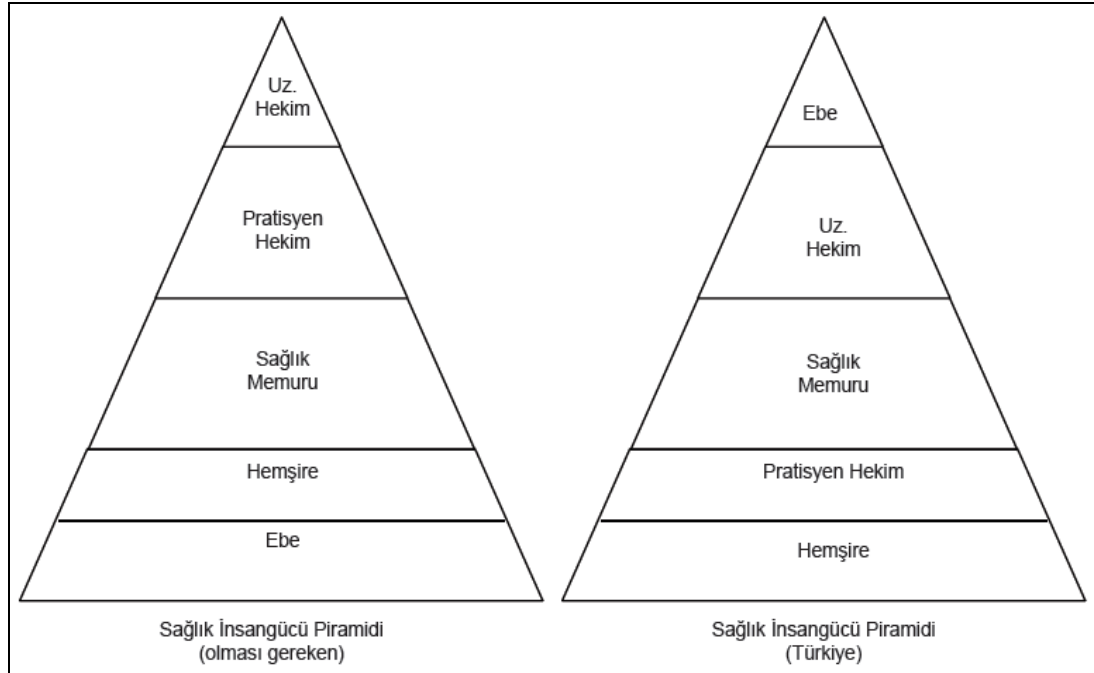 Uz.
Hekim
Pratisyen
Hekim
Sağlık
Memuru
Hemşire
Ebe
Sağlık İnsangücü Piramidi
(olması gereken)
Ebe
Uz.
Hekim
Sağlık
Memuru
Pratisyen Hekim
Hemşire
Sağlık İnsangücü Piramidi
(Türkiye)